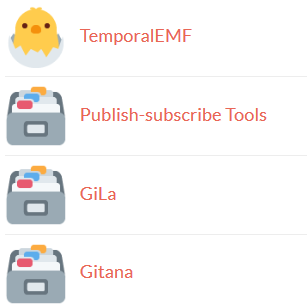 TemporalEMF
Publish-subscribe Tools
GiLa
Gitana